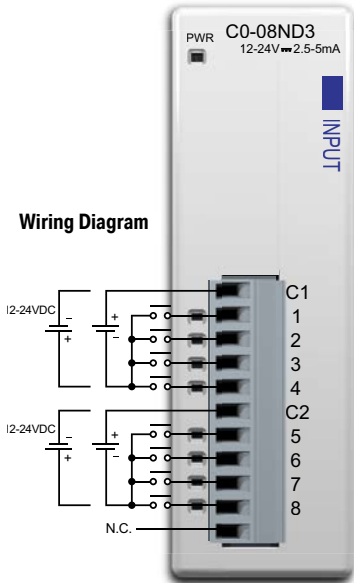 PWR C0-08ND3
12-24V⎓2.5-5mA
INPUT
Wiring Diagram
C1
12-24VDC
1
2
3
4
C2
12-24VDC
5
6
7
8
N.C.
– + + –
– + + –